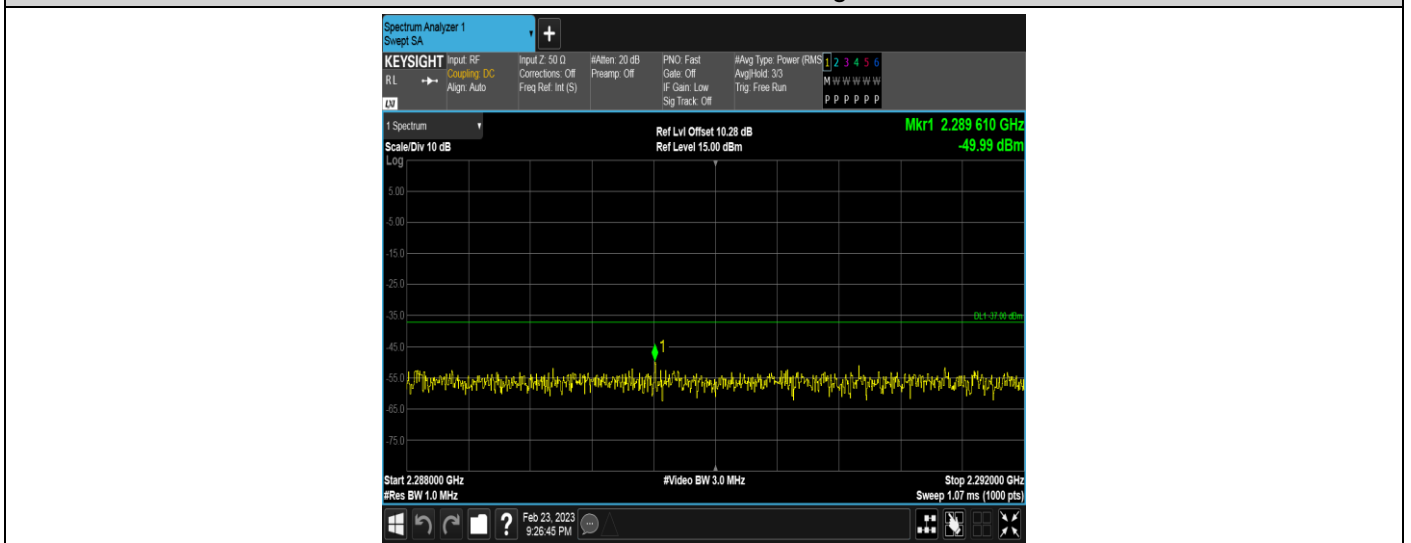 Spectrum Analyzer 1
Swept SA
+
KEYSIGHT
RL
LXI
Input: RF
Coupling: DC
Align: Auto
Input Z: 50 Ω
Corrections: Off
Freq Ref: Int (S)
#Atten: 20 dB
Preamp: Off
PNO: Fast
Gate: Off
IF Gain: Low
Sig Track: Off
#Avg Type: Power (RMS
Avg|Hold: 3/3
Trig: Free Run
1 2 3 4 5 6
M W W W W W
P P P P P P
1 Spectrum
Scale/Div 10 dB
Ref Lvl Offset 10.28 dB
Ref Level 15.00 dBm
Mkr1 2.289 610 GHz
-49.99 dBm
Log
5.00
-5.00
-15.0
-25.0
-35.0
DL1 -37.00 dBm
-45.0
1
-55.0
-65.0
-75.0
Start 2.288000 GHz
#Video BW 3.0 MHz
Stop 2.292000 GHz
#Res BW 1.0 MHz
Sweep 1.07 ms (1000 pts)
?
Feb 23, 2023
9:26:45 PM